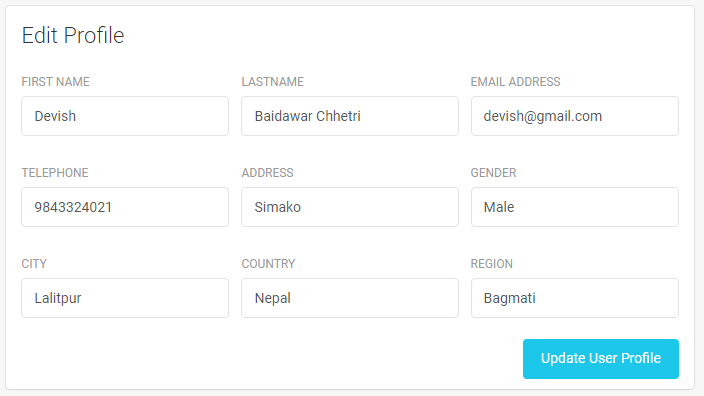 Edit Profile
FIRST NAME LASTNAME EMAIL ADDRESS
Devish Baidawar Chhetri devish@gmail.com
TELEPHONE ADDRESS GENDER
9843324021 Simako Male
CITY COUNTRY REGION
Lalitpur Nepal Bagmati
Update User Profile